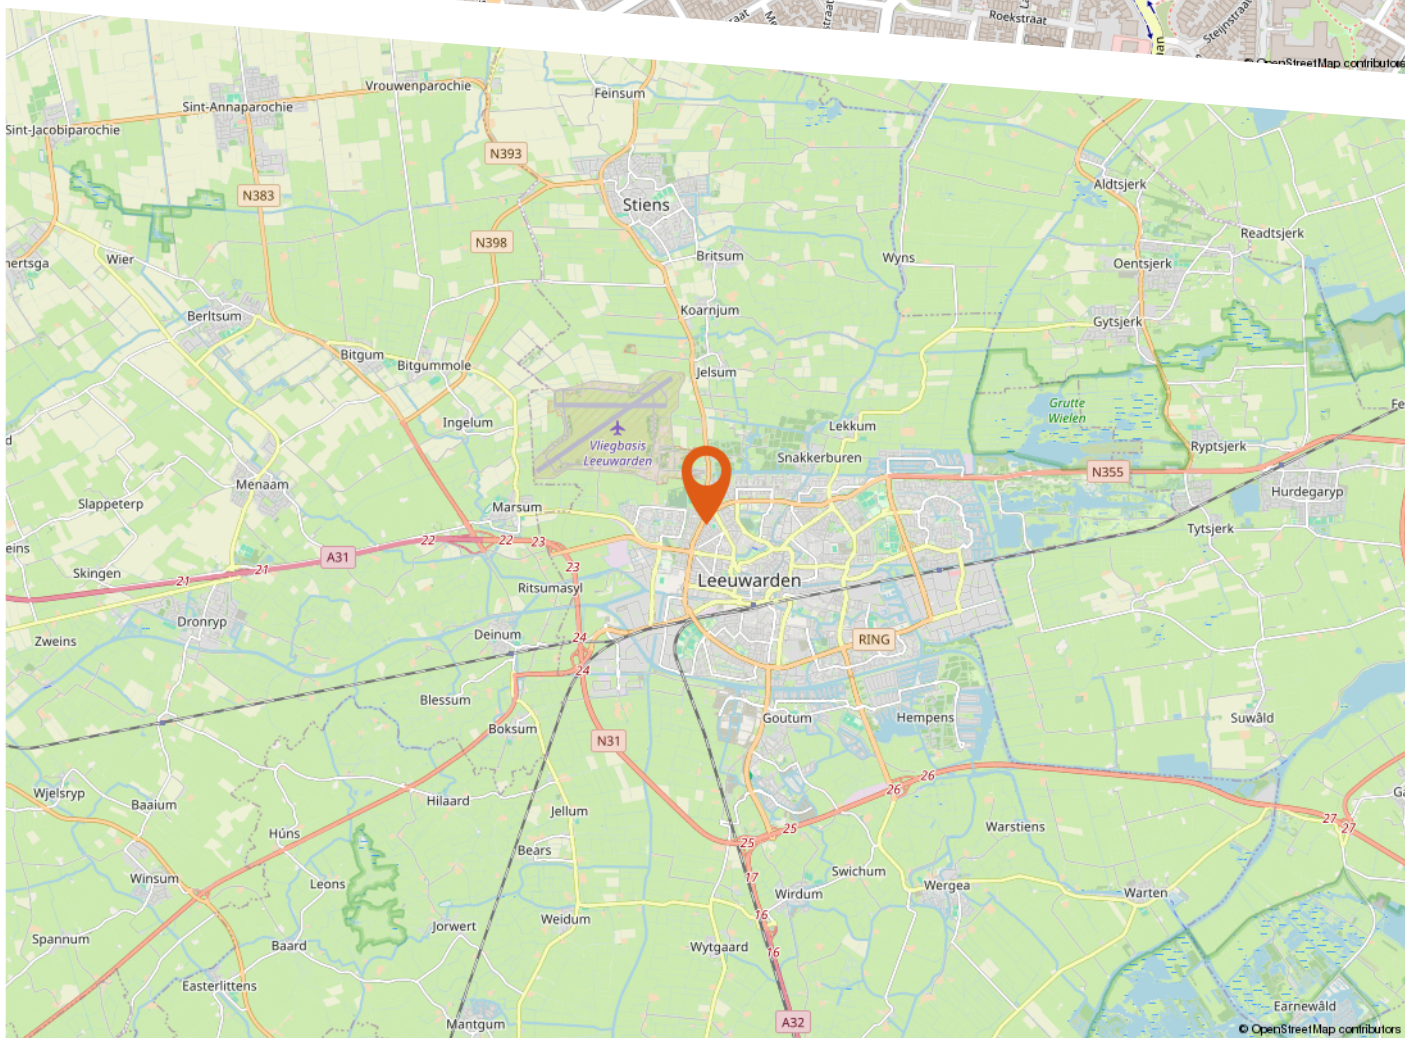 Roekstraat
Steijnstraat
© OpenStreetMap contributors
Vrouwenparochie
Feinsum
Sint-Annaparochie
Sint-Jacobiparochie
N393
N383
Aldtsjerk
Stiens
Readtsjerk
N398
Britsum
Wyns
Wier
Oentsjerk
Koarnjum
Berltsum
Gytsjerk
Bitgum
Bitgummole
Jelsum
Grutte
Wielen
Ingelum
Lekkum
Vliegbasis
Leeuwarden
Ryptsjerk
Snakkerburen
N355
Menaam
Hurdegaryp
Slappeterp
Marsum
Tytsjerk
22
22
23
A31
23
Skingen
21
21
Leeuwarden
Ritsumasyl
Dronryp
Zweins
Deinum
24
RING
24
Blessum
Goutum
Hempens
Suwâld
Boksum
N31
26
26
Wjelsryp
Baaium
Hilaard
Jellum
27
27
Húns
25
25
Warstiens
Bears
Swichum
Winsum
Leons
17
Wirdum
Wergea
Warten
16
Weidum
Jorwert
Spannum
Baard
Wytgaard
16
Easterlittens
Earnewâld
Mantgum
A32
© OpenStreetMap contributors